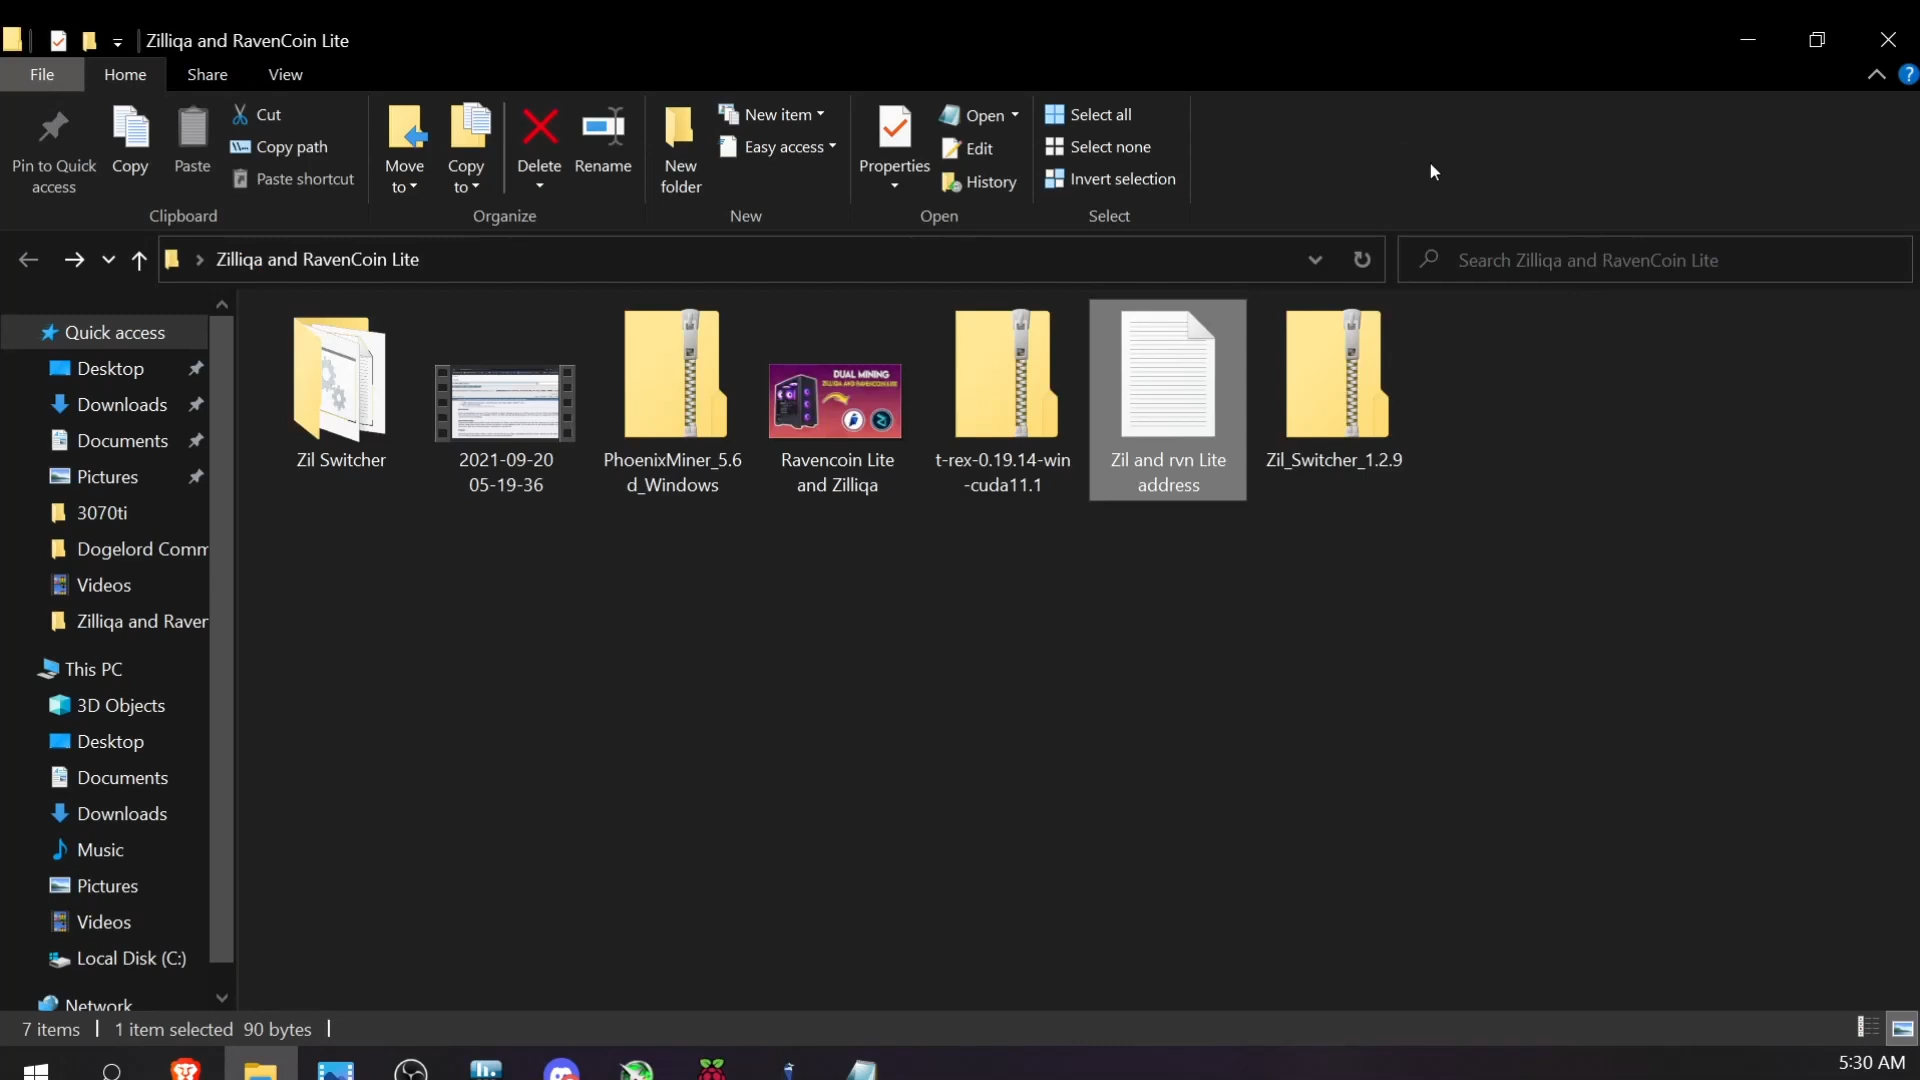 Zilliqa and RavenCoin Lite
File Home Share View
Pin to Quick access
Copy
Paste
Cut
Copy path
Paste shortcut
Clipboard
Move to
Copy to
Delete
Rename
Organize
New folder
New item
Easy access
New
Properties
Open
Edit
History
Open
Select all
Select none
Invert selection
Select
Zilliqa and RavenCoin Lite
Search Zilliqa and RavenCoin Lite
Quick access
Desktop
Downloads
Documents
Pictures
3070ti
Dogelord Comm
Videos
Zilliqa and Raver
This PC
3D Objects
Desktop
Documents
Downloads
Music
Pictures
Videos
Local Disk (C:)
Network
Zil Switcher
2021-09-20
05-19-36
PhoenixMiner_5.6
d_Windows
DUAL MINING
ZILLIQA AND RAVENCOIN LITE
Ravencoin Lite
and Zilliqa
t-rex-0.19.14-win
-cuda11.1
Zil and rvn Lite
address
Zil_Switcher_1.2.9
7 items 1 item selected 90 bytes
5:30 AM